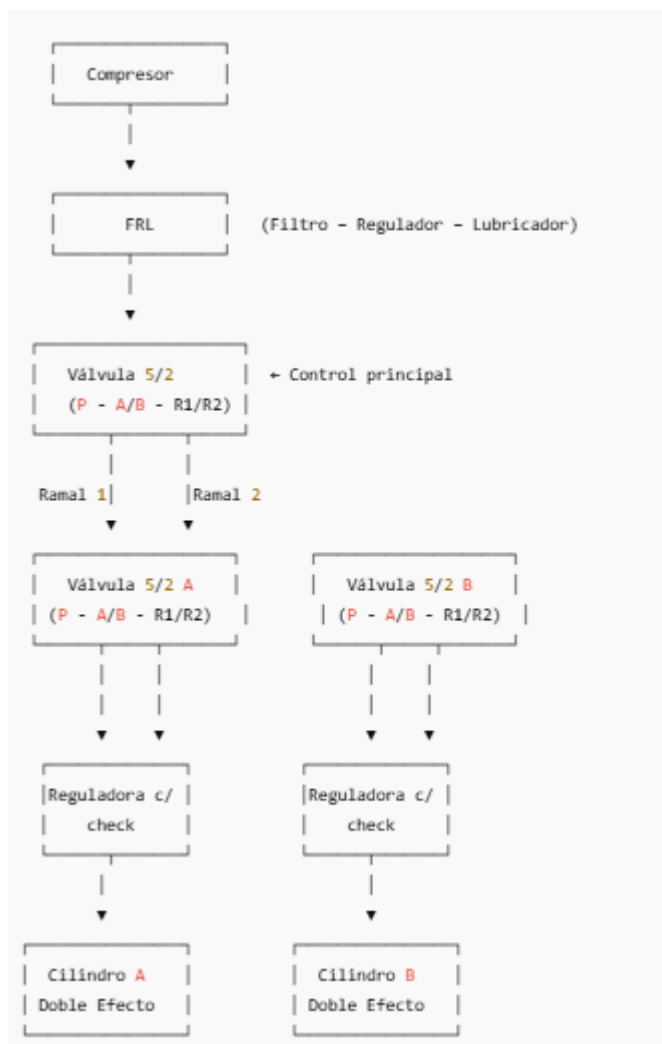 Compresor
FRL (Filtro – Regulador – Lubricador)
Válvula 5/2 ← Control principal
(P - A/B - R1/R2)
Ramal 1 Ramal 2
Válvula 5/2 A Válvula 5/2 B
(P - A/B - R1/R2) (P - A/B - R1/R2)
Reguladora c/ Reguladora c/
check check
Cilindro A Cilindro B
Doble Efecto Doble Efecto